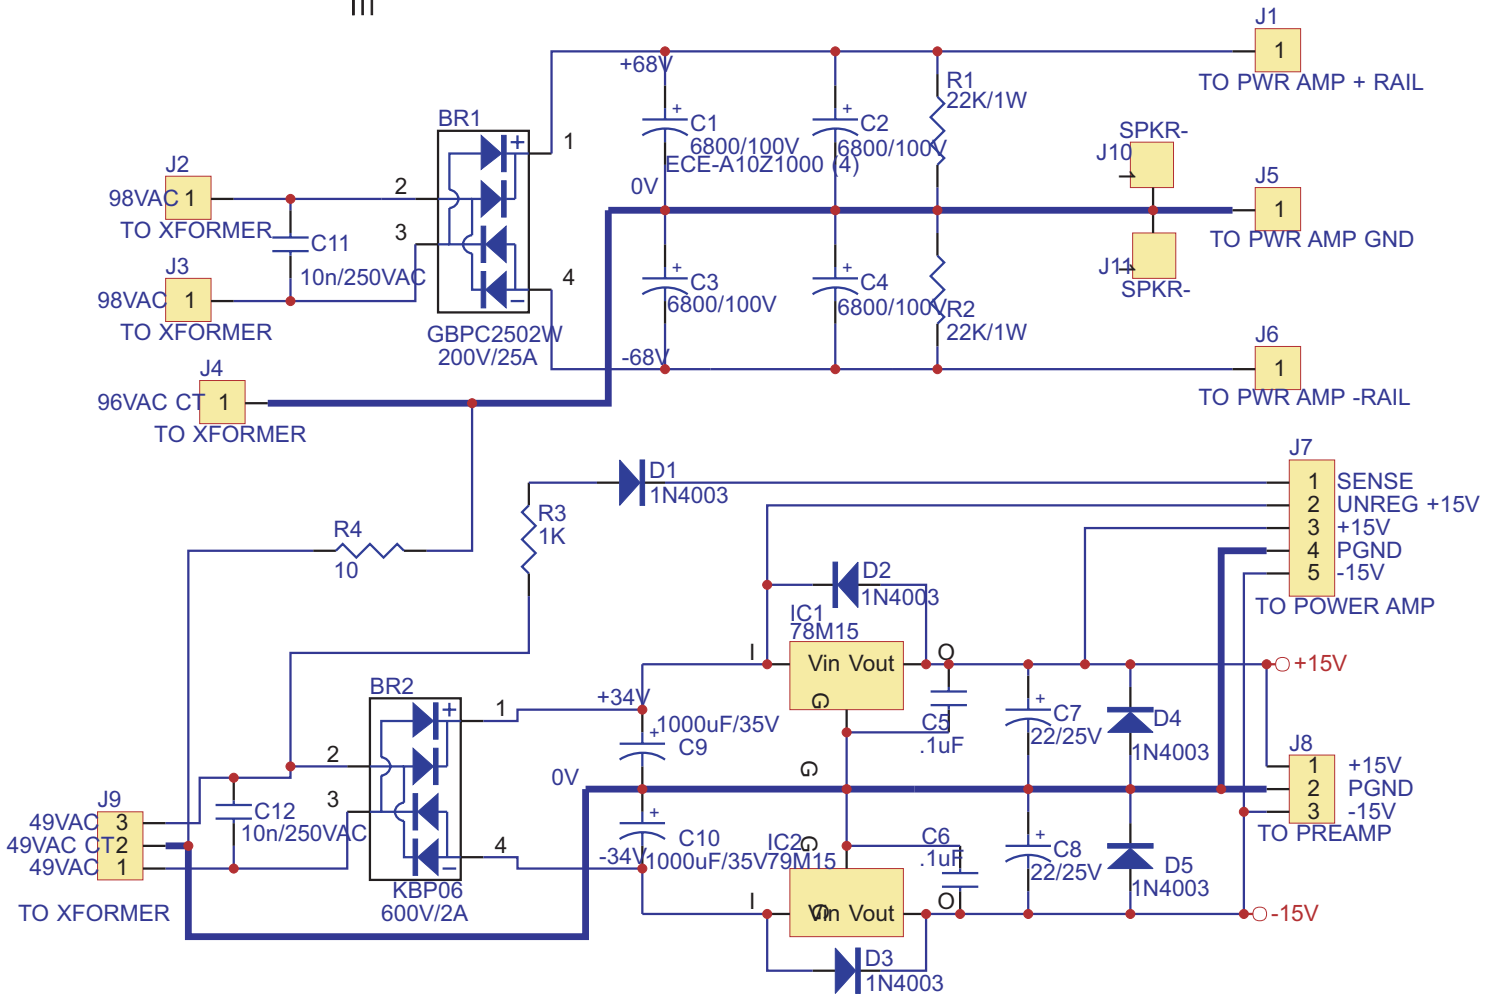 J1
1
TO PWR AMP + RAIL
+68V
R1
22K/1W
BR1
+
1
2
3
4
−
GBPC2502W
200V/25A
+
C1
6800/100V
ECE-A10Z1000 (4)
+
C2
6800/100V
SPKR-
J10
1
J2
98VAC
1
TO XFORMER
C11
10n/250VAC
0V
J5
1
TO PWR AMP GND
J3
98VAC
1
TO XFORMER
+
C3
6800/100V
+
C4
6800/100V
R2
22K/1W
J11
1
SPKR-
-68V
J6
1
TO PWR AMP -RAIL
J4
96VAC CT
1
TO XFORMER
D1
1N4003
J7
1 SENSE
2 UNREG +15V
3 +15V
4 PGND
5 -15V
TO POWER AMP
R3
1K
R4
10
D2
1N4003
IC1
78M15
I
Vin Vout
O
G
+15V
BR2
+
1
2
3
4
−
KBP06
600V/2A
+34V
+
1000uF/35V
C9
C5
.1uF
+
C7
22/25V
D4
1N4003
J8
1 +15V
2 PGND
3 -15V
TO PREAMP
G
0V
J9
49VAC 3
49VAC CT 2
49VAC 1
TO XFORMER
C12
10n/250VAC
+
C10
1000uF/35V
-34V
IC2
79M15
G
I
Vin Vout
G
O
C6
.1uF
+
C8
22/25V
D5
1N4003
-15V
D3
1N4003